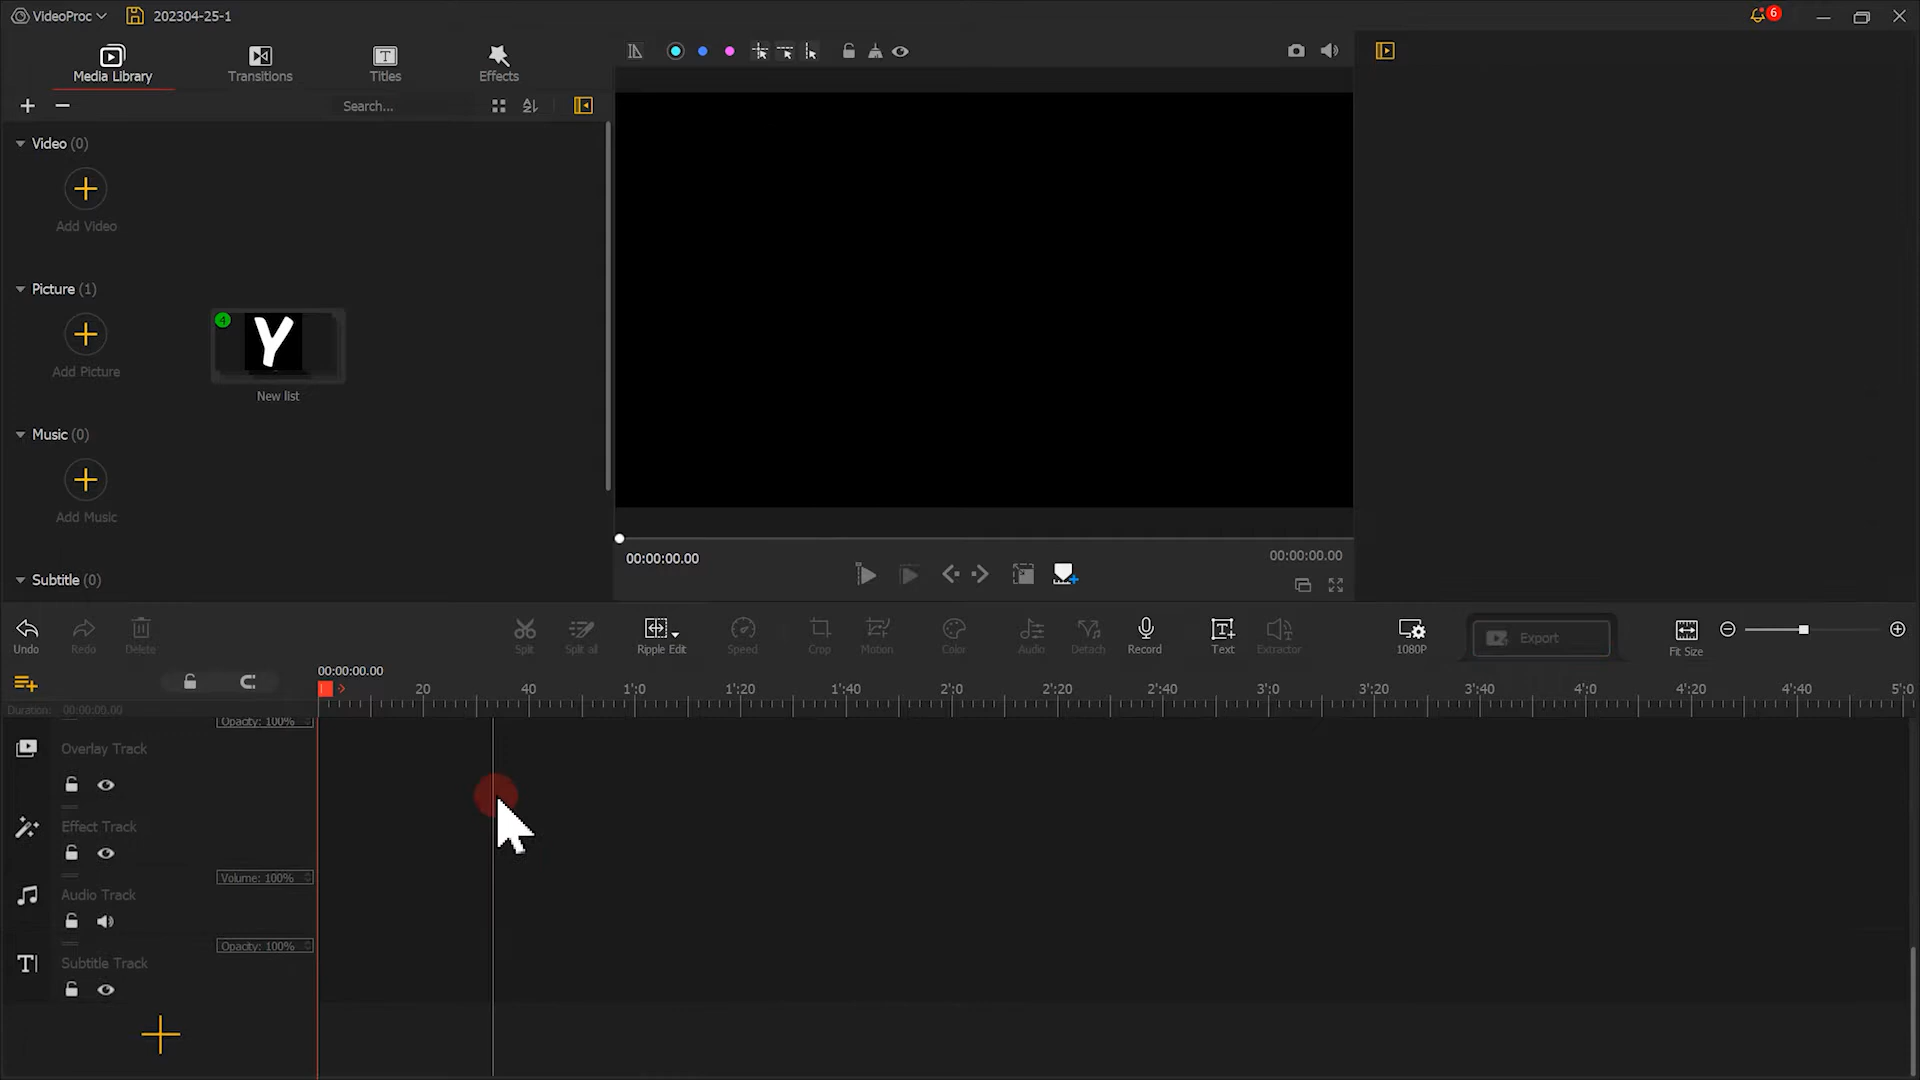 VideoProc
202304-25-1
6
Media Library
Transitions
Titles
Effects
Search...
Video (0)
Add Video
Picture (1)
4
Y
Add Picture
New list
Music (0)
Add Music
Subtitle (0)
00:00:00.00
00:00:00.00
Undo
Redo
Delete
Split
Split all
Ripple Edit
Speed
Crop
Motion
Color
Audio
Detach
Record
Text
Extractor
1080P
Export
Fit Size
00:00:00.00
20
40
1'0
1'20
1'40
2'0
2'20
2'40
3'0
3'20
3'40
4'0
4'20
4'40
5'0
Duration: 00:00:00.00
Opacity: 100%
Overlay Track
Effect Track
Volume: 100%
Audio Track
Opacity: 100%
Subtitle Track